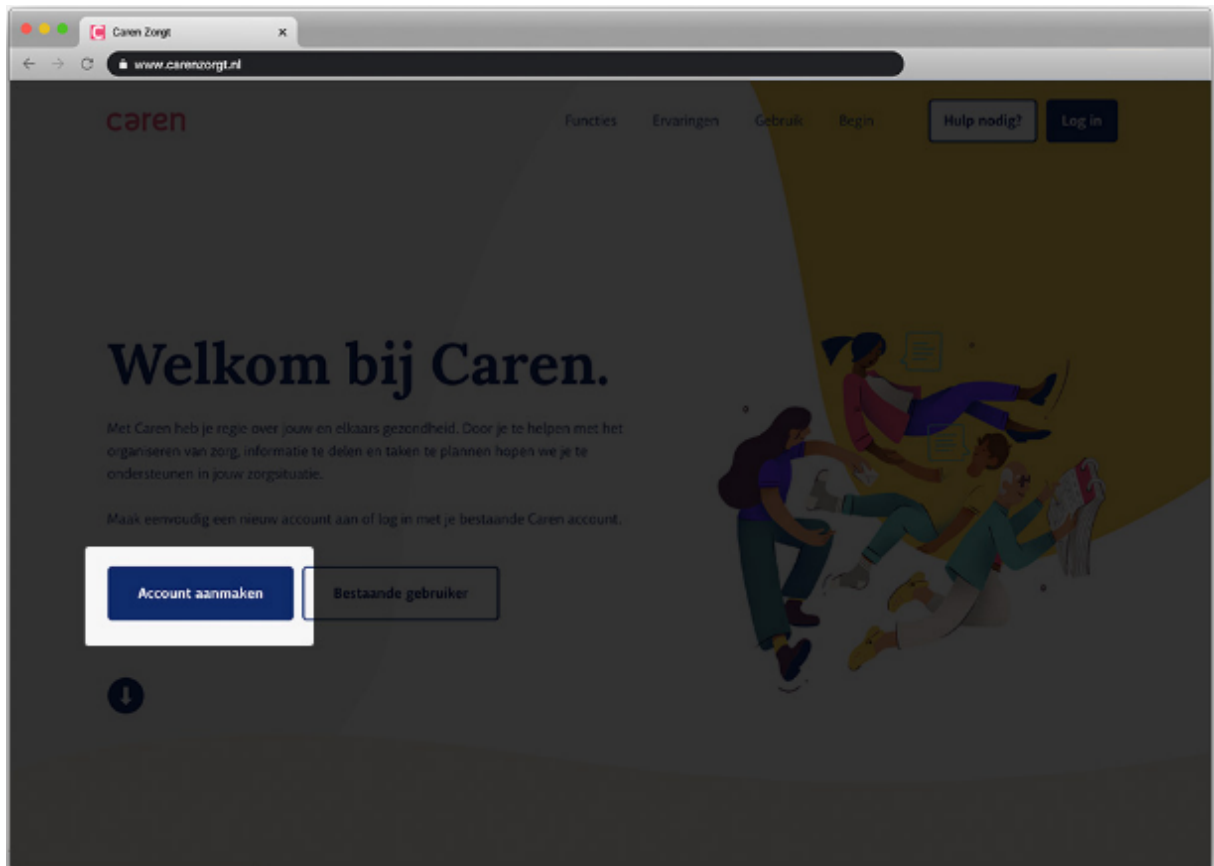 Caren Zorgt
www.carenzorgt.nl
caren
Functies Ervaringen Gebruik Begin Hulp nodig? Log in
Welkom bij Caren.
Met Caren heb je regie over jouw en elkaars gezondheid. Door je te helpen met het
organiseren van zorg, informatie te delen en taken te plannen hopen we je te
ondersteunen in jouw zorgsituatie.
Maak eenvoudig een nieuw account aan of log in met je bestaande Caren account.
Account aanmaken Bestaande gebruiker